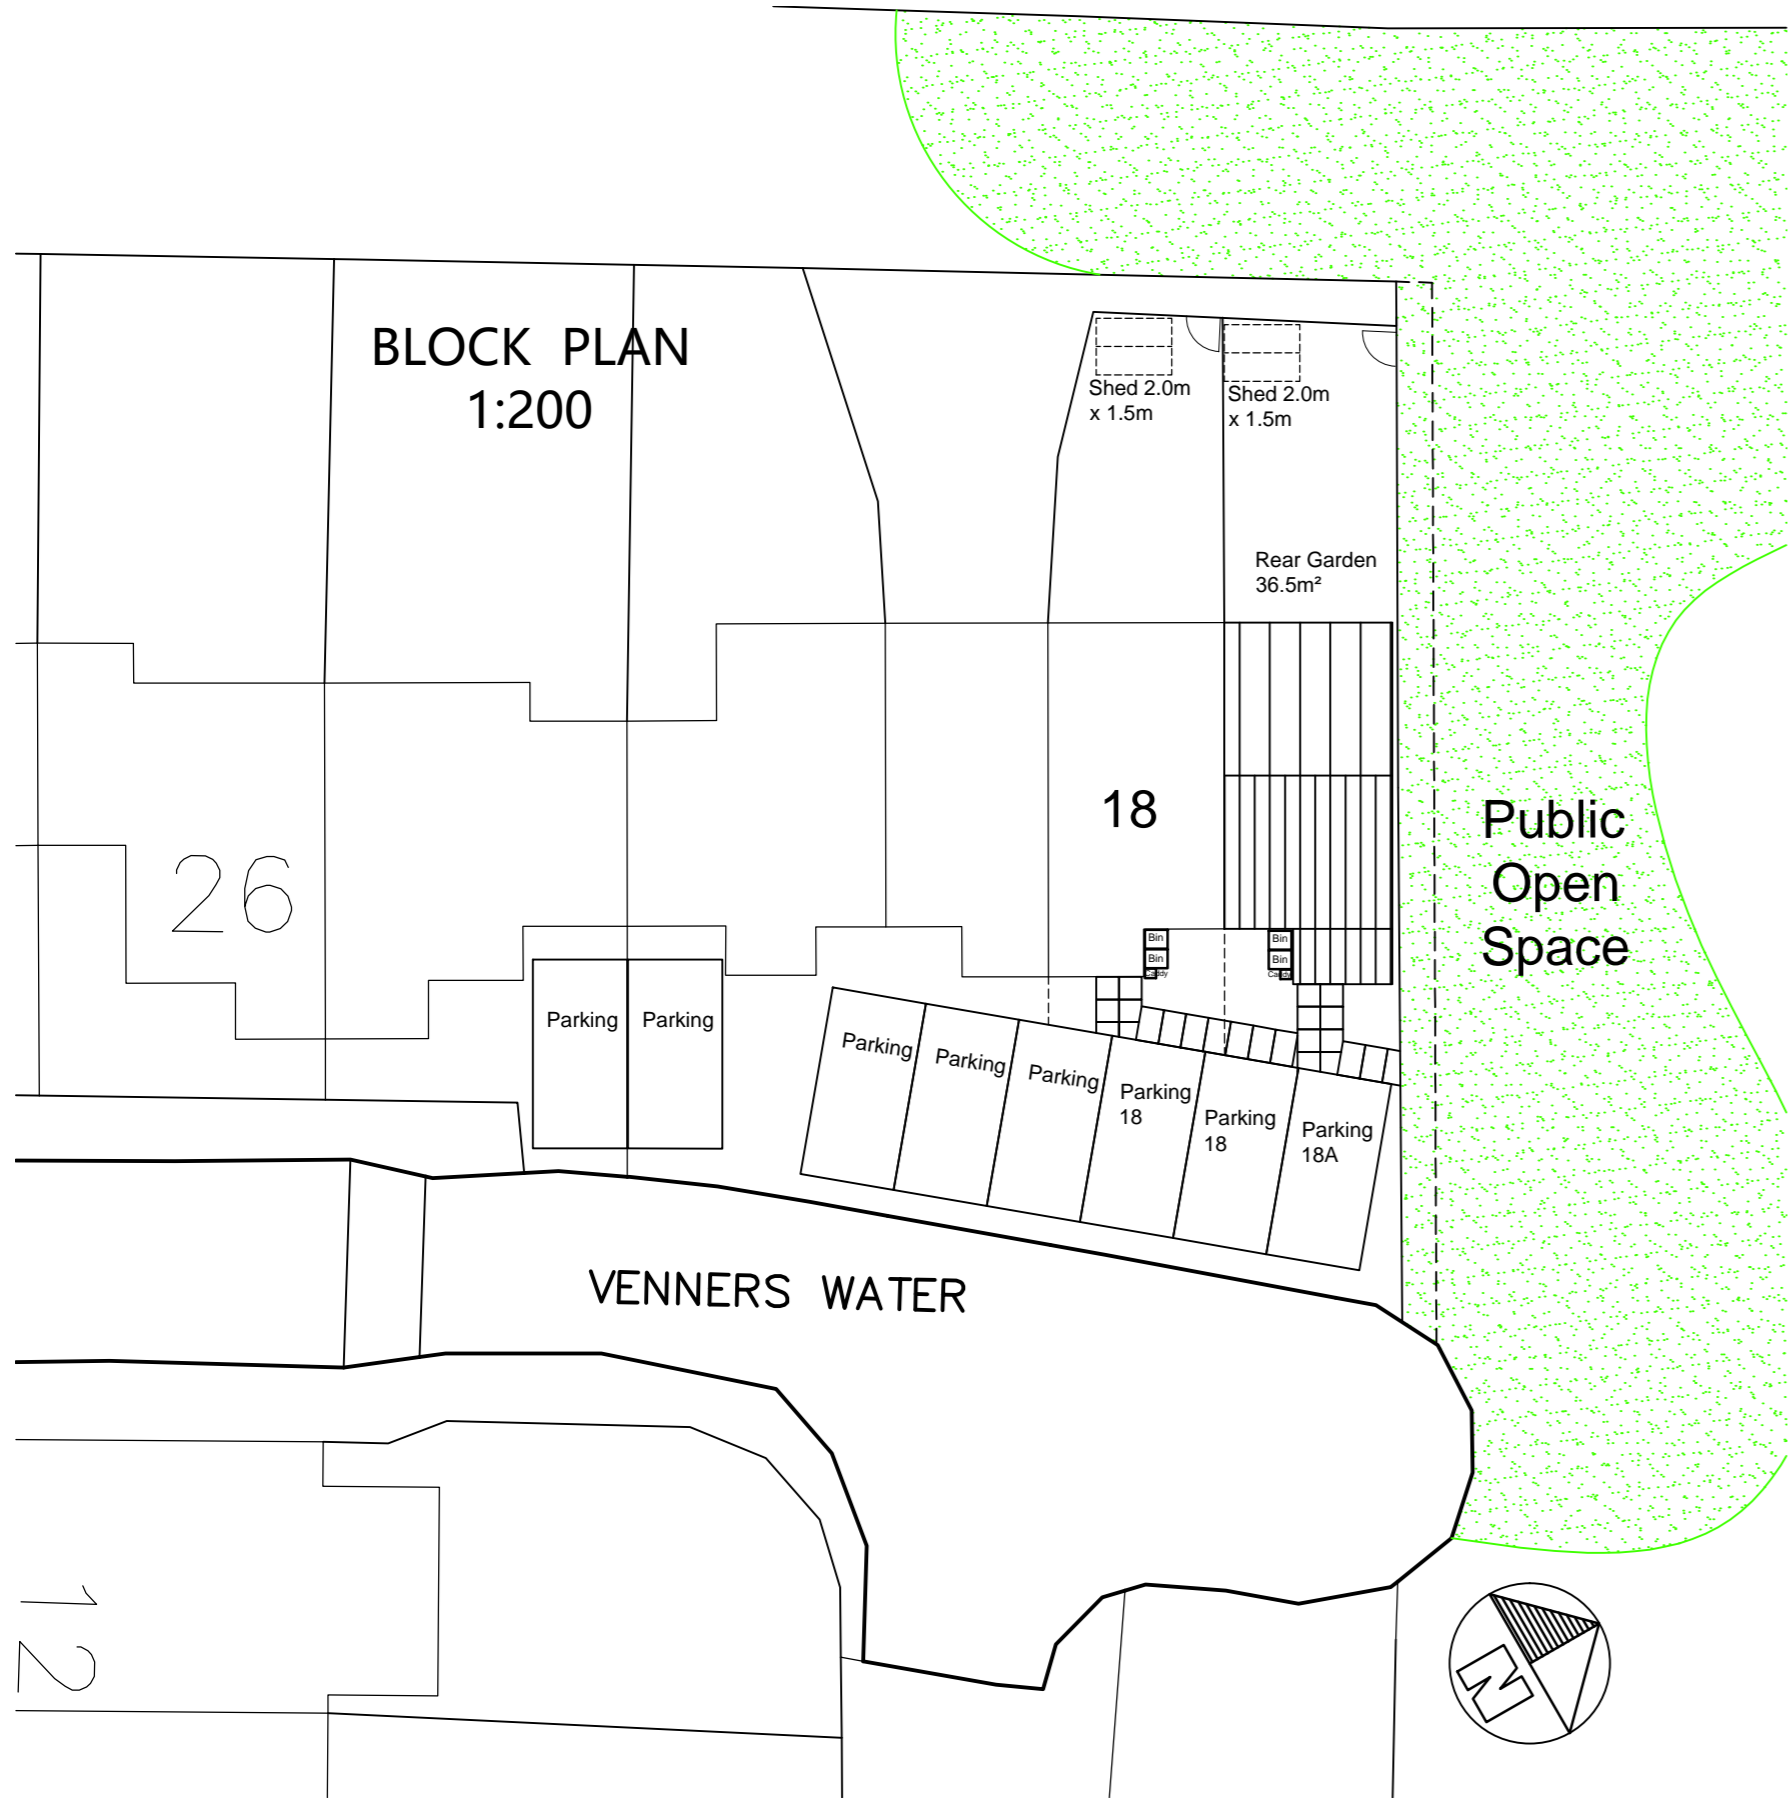 BLOCK PLAN
1:200
Shed 2.0m
x 1.5m
Shed 2.0m
x 1.5m
Rear Garden
36.5m²
18
26
Public
Open
Space
Bin
Bin
Caddy
Bin
Bin
Caddy
Parking
Parking
Parking
Parking
Parking
Parking
18
Parking
18
Parking
18A
VENNERS WATER
12
N